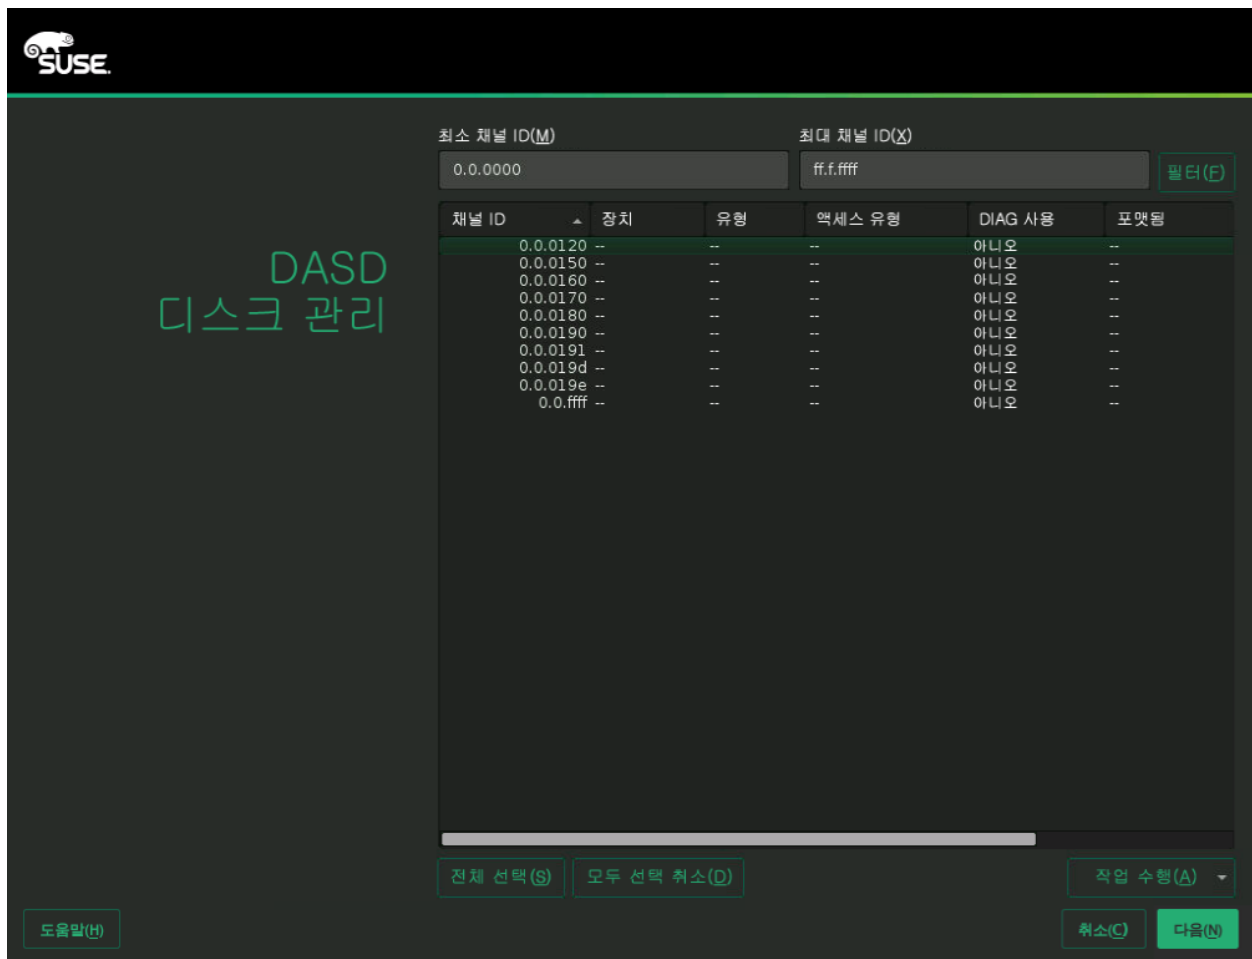 SUSE.
최소 채널 ID(M) 최대 채널 ID(X)
0.0.0000 ff.f.ffff 필터(F)
DASD
디스크 관리
채널 ID 장치 유형 액세스 유형 DIAG 사용 포맷됨
0.0.0120 -- -- -- 아니오 --
0.0.0150 -- -- -- 아니오 --
0.0.0160 -- -- -- 아니오 --
0.0.0170 -- -- -- 아니오 --
0.0.0180 -- -- -- 아니오 --
0.0.0190 -- -- -- 아니오 --
0.0.0191 -- -- -- 아니오 --
0.0.019d -- -- -- 아니오 --
0.0.019e -- -- -- 아니오 --
0.0.ffff -- -- -- 아니오 --
전체 선택(S) 모두 선택 취소(D) 작업 수행(A)
도움말(H) 취소(C) 다음(N)